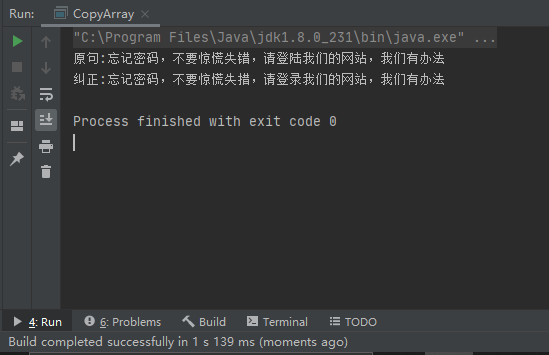 Run: CopyArray
"C:\Program Files\Java\jdk1.8.0_231\bin\java.exe" ...
原句:忘记密码，不要惊慌失错，请登陆我们的网站，我们有办法
纠正:忘记密码，不要惊慌失措，请登录我们的网站，我们有办法
Process finished with exit code 0
4: Run 6: Problems Build Terminal TODO
Build completed successfully in 1 s 139 ms (moments ago)